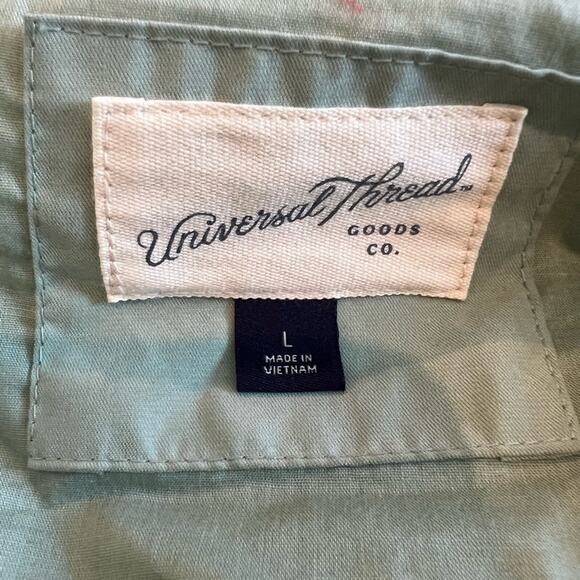 Universal Thread™
GOODS
CO.
L
MADE IN
VIETNAM